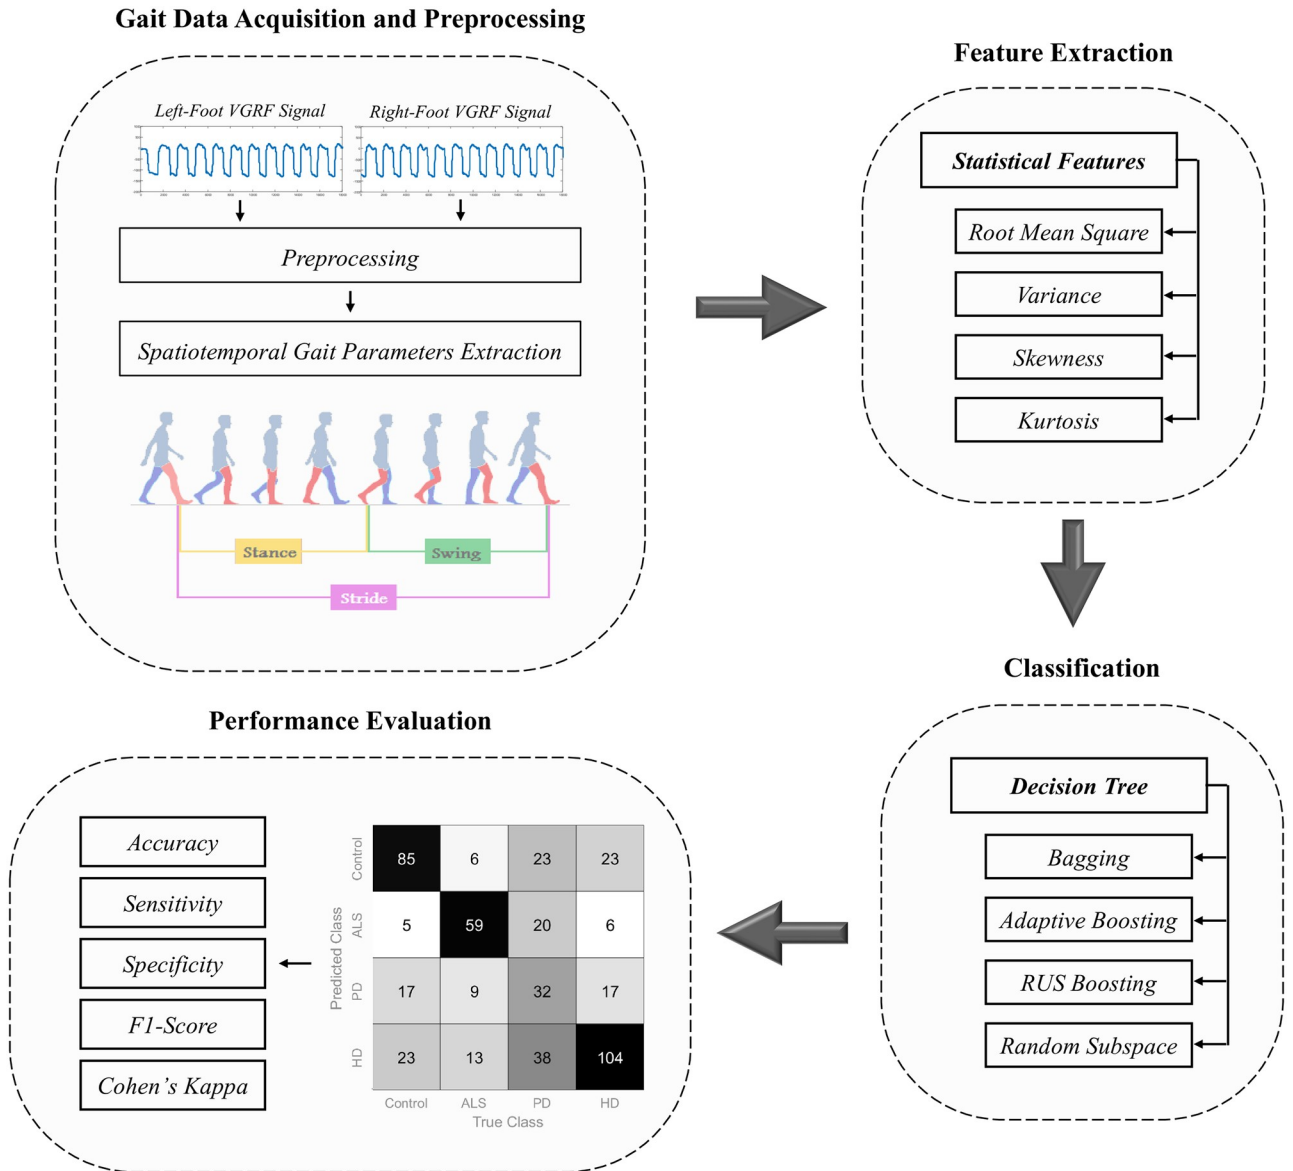 Gait Data Acquisition and Preprocessing
Left-Foot VGRF Signal
Right-Foot VGRF Signal
Preprocessing
Spatiotemporal Gait Parameters Extraction
Stance
Swing
Stride
Feature Extraction
Statistical Features
Root Mean Square
Variance
Skewness
Kurtosis
Classification
Decision Tree
Bagging
Adaptive Boosting
RUS Boosting
Random Subspace
Performance Evaluation
Accuracy
Sensitivity
Specificity
F1-Score
Cohen's Kappa
Predicted Class
Control
85 6 23 23
ALS
5 59 20 6
PD
17 9 32 17
HD
23 13 38 104
Control ALS PD HD
True Class